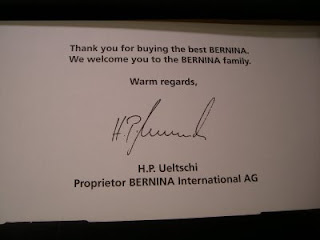 Thank you for buying the best BERNINA.
We welcome you to the BERNINA family.
Warm regards,
H.P. Ueltschi
Proprietor BERNINA International AG